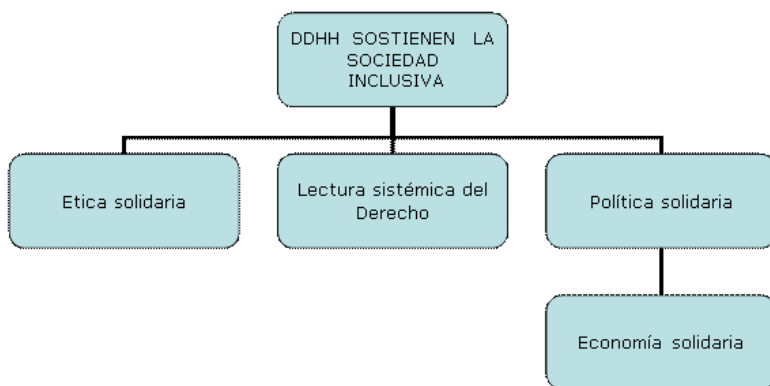 DDHH SOSTIENEN LA
SOCIEDAD
INCLUSIVA
Etica solidaria
Lectura sistémica del
Derecho
Política solidaria
Economía solidaria